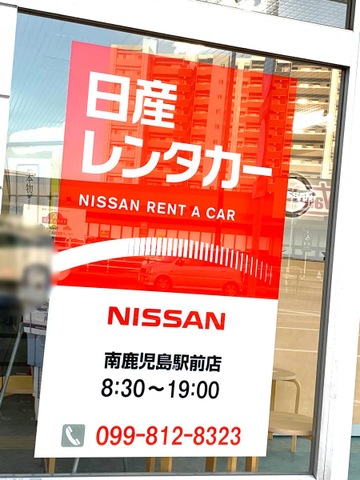 日産
レンタカー
NISSAN RENT A CAR
NISSAN
南鹿児島駅前店
8:30～19:00
099-812-8323